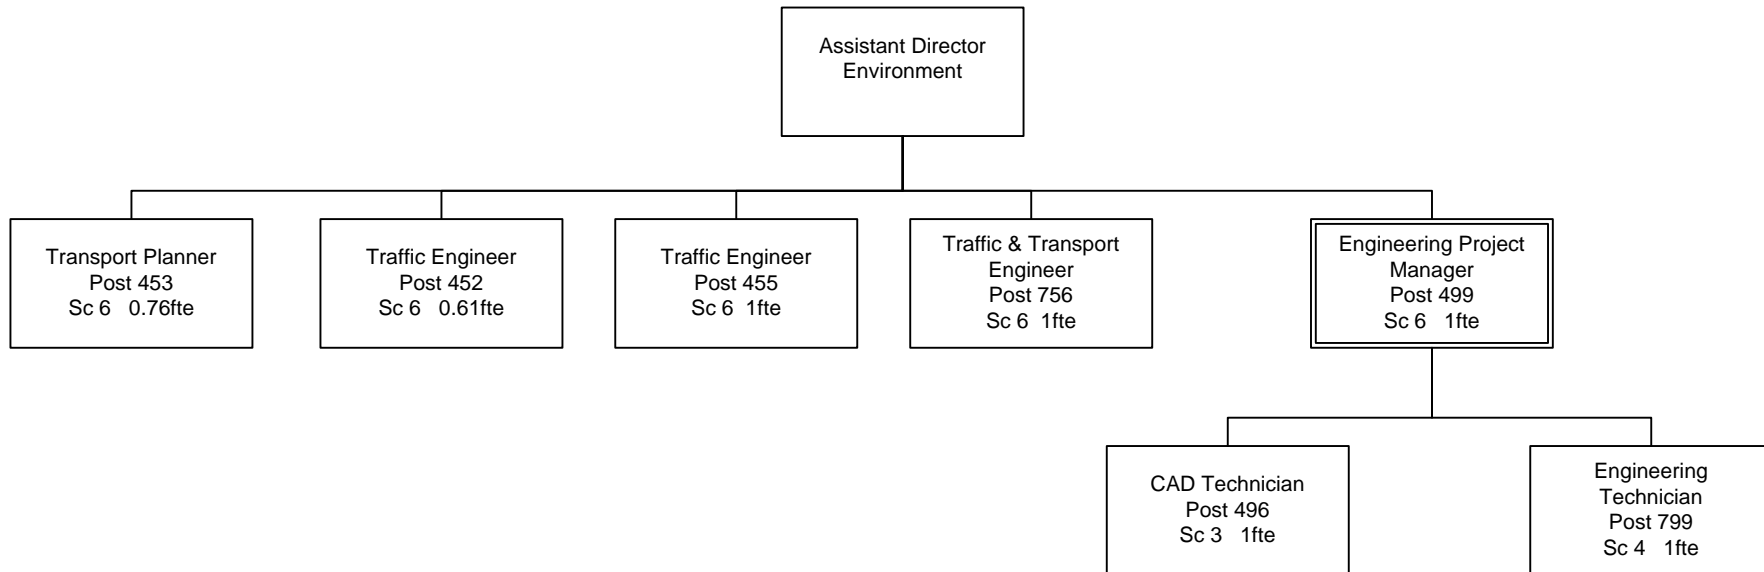 Assistant Director
Environment
Transport Planner
Post 453
Sc 6   0.76fte
Traffic Engineer
Post 452
Sc 6   0.61fte
Traffic Engineer
Post 455
Sc 6  1fte
Traffic & Transport
Engineer
Post 756
Sc 6  1fte
Engineering Project
Manager
Post 499
Sc 6   1fte
CAD Technician
Post 496
Sc 3   1fte
Engineering
Technician
Post 799
Sc 4   1fte